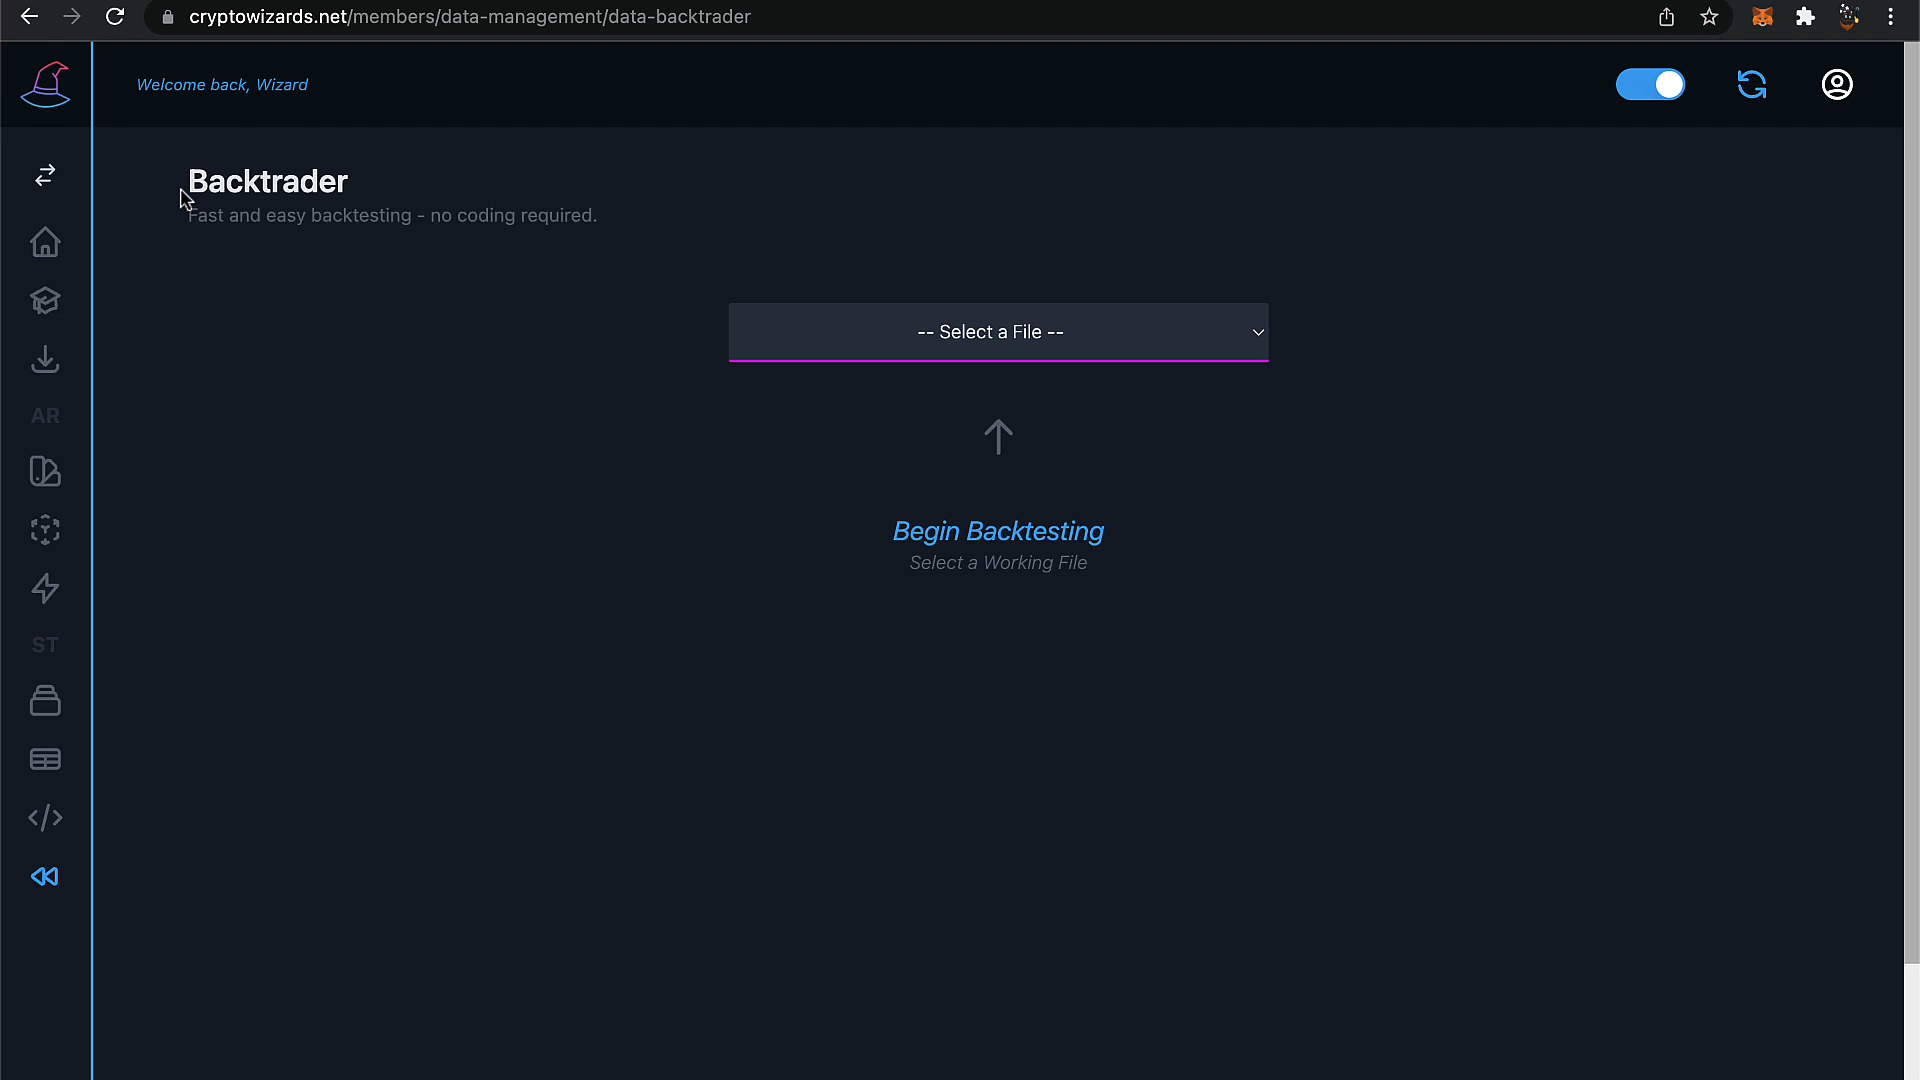 cryptowizards.net/members/data-management/data-backtrader
Welcome back, Wizard
Backtrader
Fast and easy backtesting - no coding required.
-- Select a File --
AR
Begin Backtesting
Select a Working File
ST